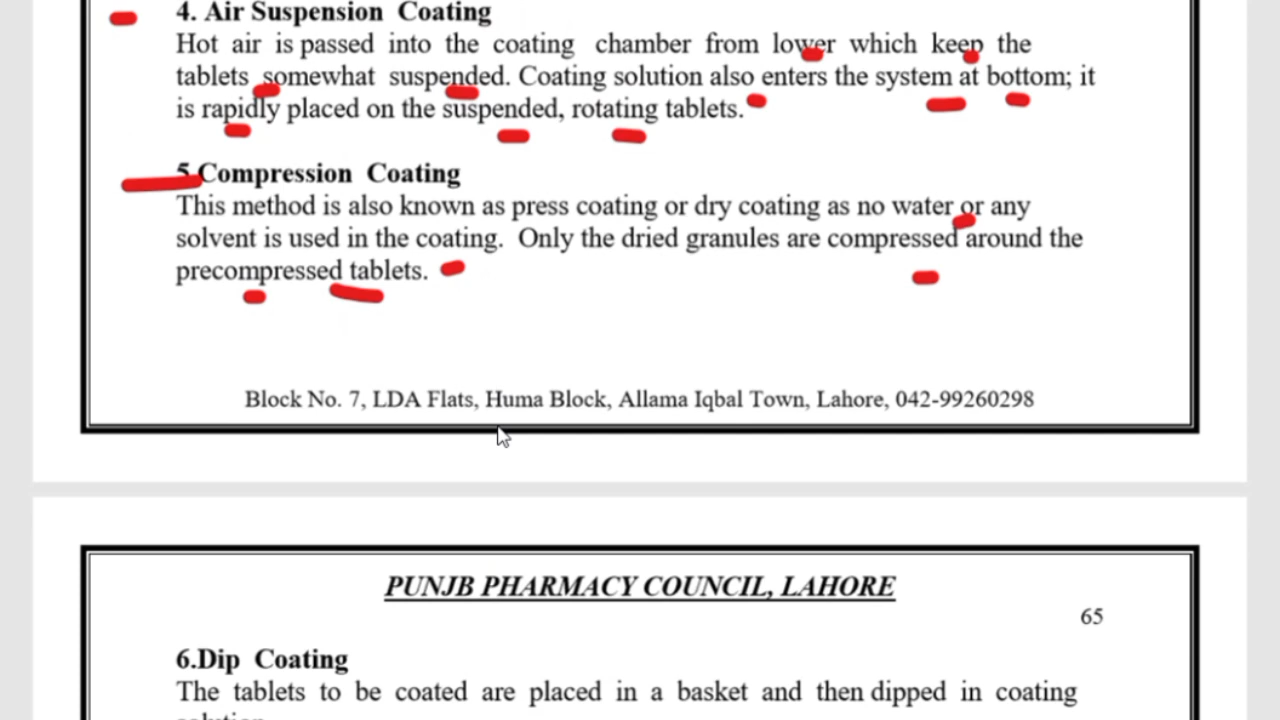 4. Air Suspension Coating
Hot air is passed into the coating chamber from lower which keep the
tablets somewhat suspended. Coating solution also enters the system at bottom; it
is rapidly placed on the suspended, rotating tablets.
5.Compression Coating
This method is also known as press coating or dry coating as no water or any
solvent is used in the coating. Only the dried granules are compressed around the
precompressed tablets.
Block No. 7, LDA Flats, Huma Block, Allama Iqbal Town, Lahore, 042-99260298
PUNJB PHARMACY COUNCIL, LAHORE
65
6.Dip Coating
The tablets to be coated are placed in a basket and then dipped in coating